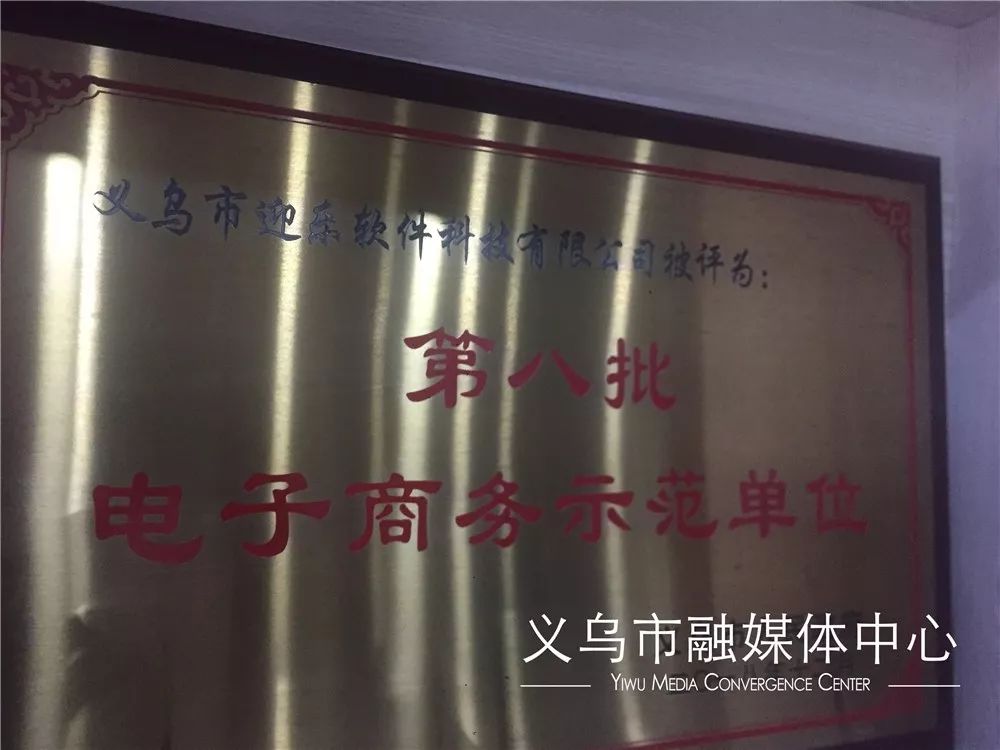 义乌市迎乐软件科技有限公司被评为：
第八批
电子商务示范单位
义乌市融媒体中心
YIWU MEDIA CONVERGENCE CENTER